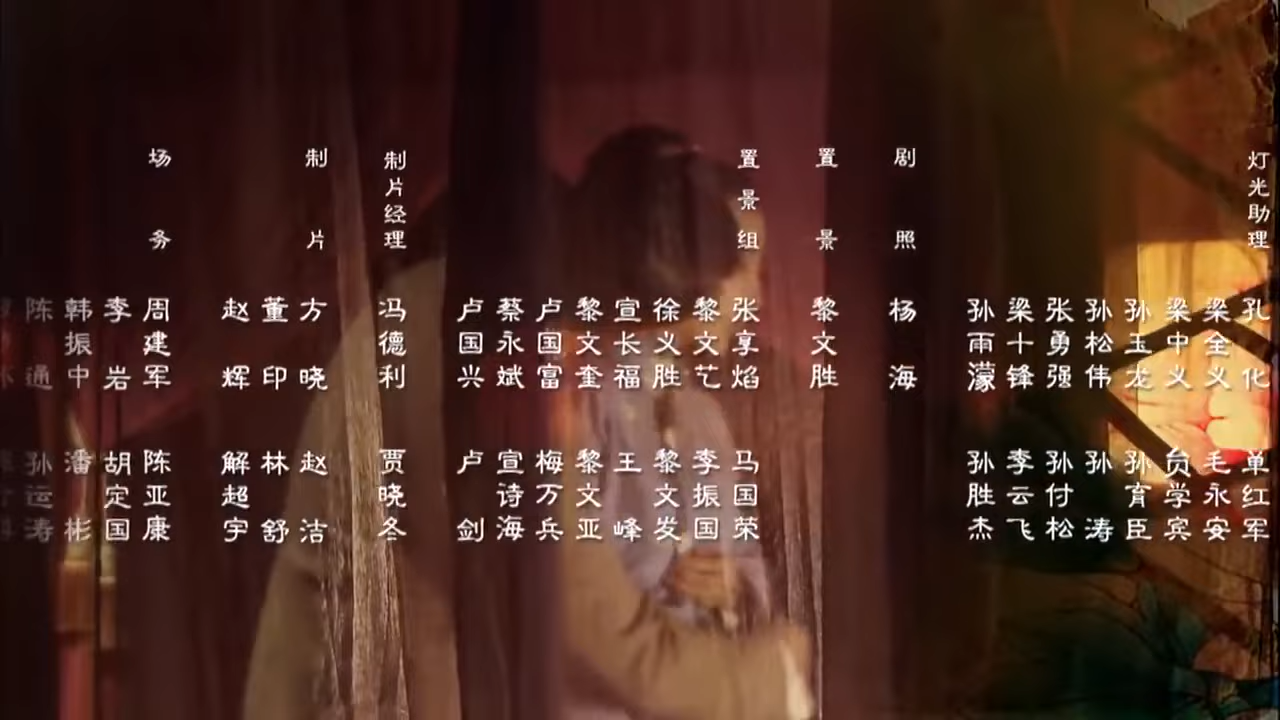 灯光助理
孔化
梁全义
梁中义
孙玉龙
孙松伟
张勇强
梁十锋
孙雨濛
单红军
毛永安
贠学宾
孙育臣
孙涛
孙付松
李云飞
孙胜杰
剧照
杨海
置景
黎文胜
置景组
张享焰
黎文艺
徐义胜
宣长福
黎文奎
卢国富
蔡永斌
卢国兴
马国荣
李振国
黎文发
王峰
黎文亚
梅万兵
宣诗海
卢剑
制片经理
冯德利
贾晓冬
制片
方晓
董印
赵辉
赵洁
林舒
解超宇
场务
周建军
李岩
韩振中
陈通
陈亚康
胡定国
潘彬
孙运涛